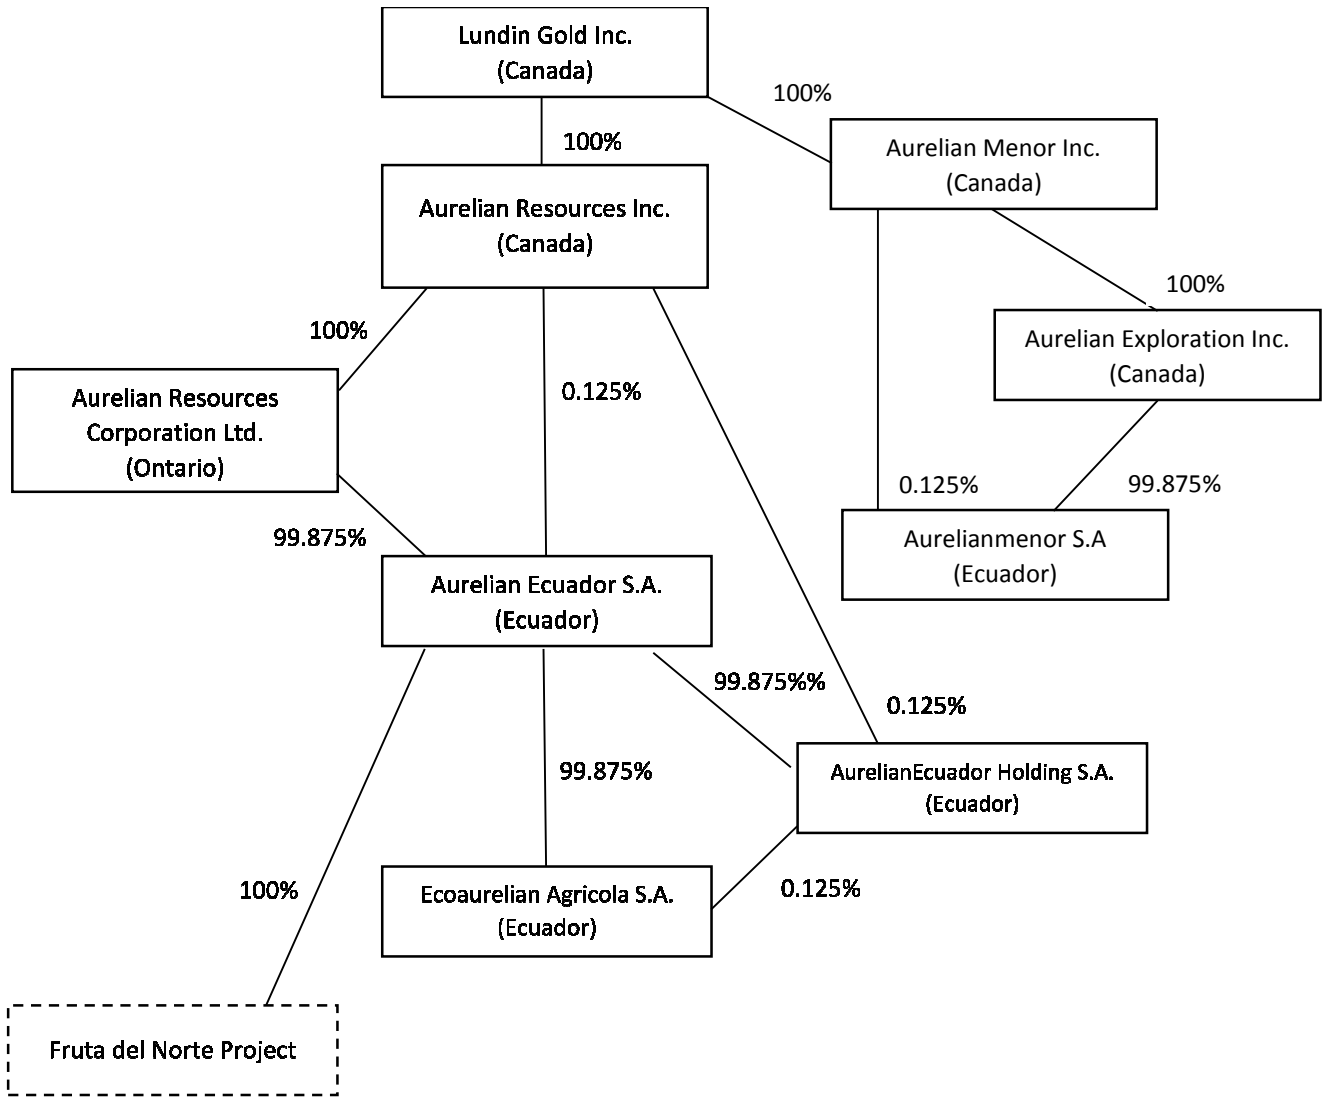 Lundin Gold Inc.
(Canada)
100%
100%
Aurelian Menor Inc.
(Canada)
Aurelian Resources Inc.
(Canada)
100%
Aurelian Exploration Inc.
(Canada)
100%
Aurelian Resources
Corporation Ltd.
(Ontario)
0.125%
0.125%
99.875%
Aurelianmenor S.A
(Ecuador)
99.875%
Aurelian Ecuador S.A.
(Ecuador)
99.875%%
0.125%
99.875%
AurelianEcuador Holding S.A.
(Ecuador)
100%
Ecoaurelian Agricola S.A.
(Ecuador)
0.125%
Fruta del Norte Project